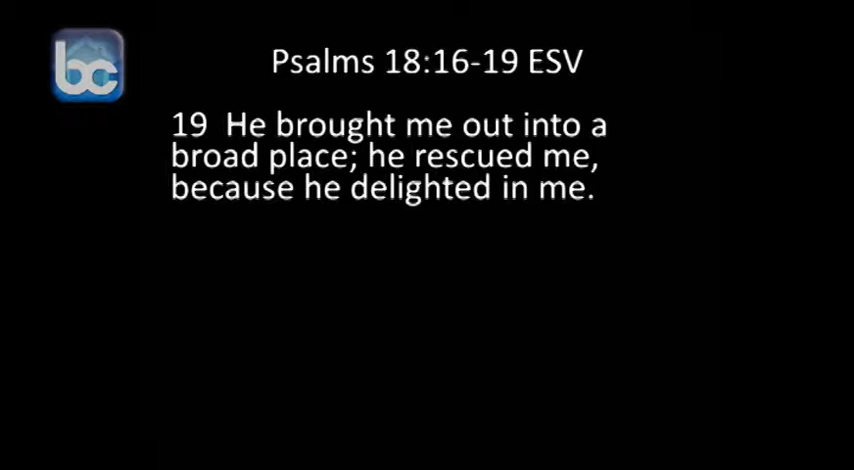 bc
Psalms 18:16-19 ESV
19 He brought me out into a
broad place; he rescued me,
because he delighted in me.